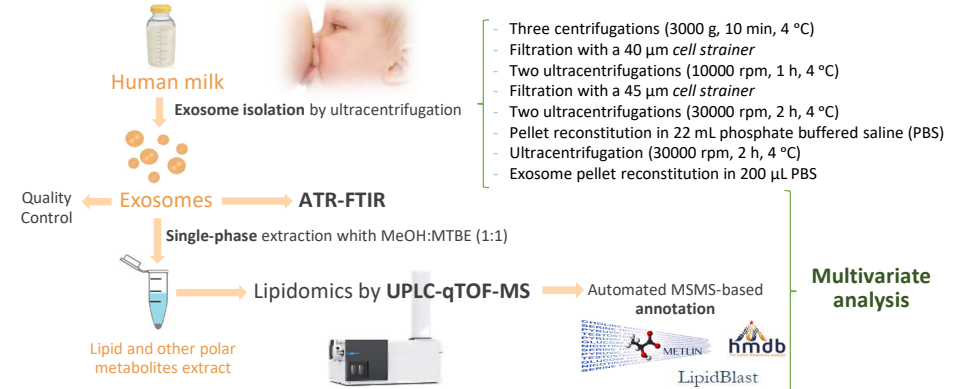 Human milk
Exosome isolation by ultracentrifugation
- Three centrifugations (3000 g, 10 min, 4 ºC)
- Filtration with a 40 µm cell strainer
- Two ultracentrifugations (10000 rpm, 1 h, 4 ºC)
- Filtration with a 45 µm cell strainer
- Two ultracentrifugations (30000 rpm, 2 h, 4 ºC)
- Pellet reconstitution in 22 mL phosphate buffered saline (PBS)
- Ultracentrifugation (30000 rpm, 2 h, 4 ºC)
- Exosome pellet reconstitution in 200 µL PBS
Quality
Control
Exosomes
ATR-FTIR
Single-phase extraction whith MeOH:MTBE (1:1)
Lipidomics by UPLC-qTOF-MS
Automated MSMS-based
annotation
Multivariate
analysis
Lipid and other polar
metabolites extract
METLIN
hmdb
LipidBlast